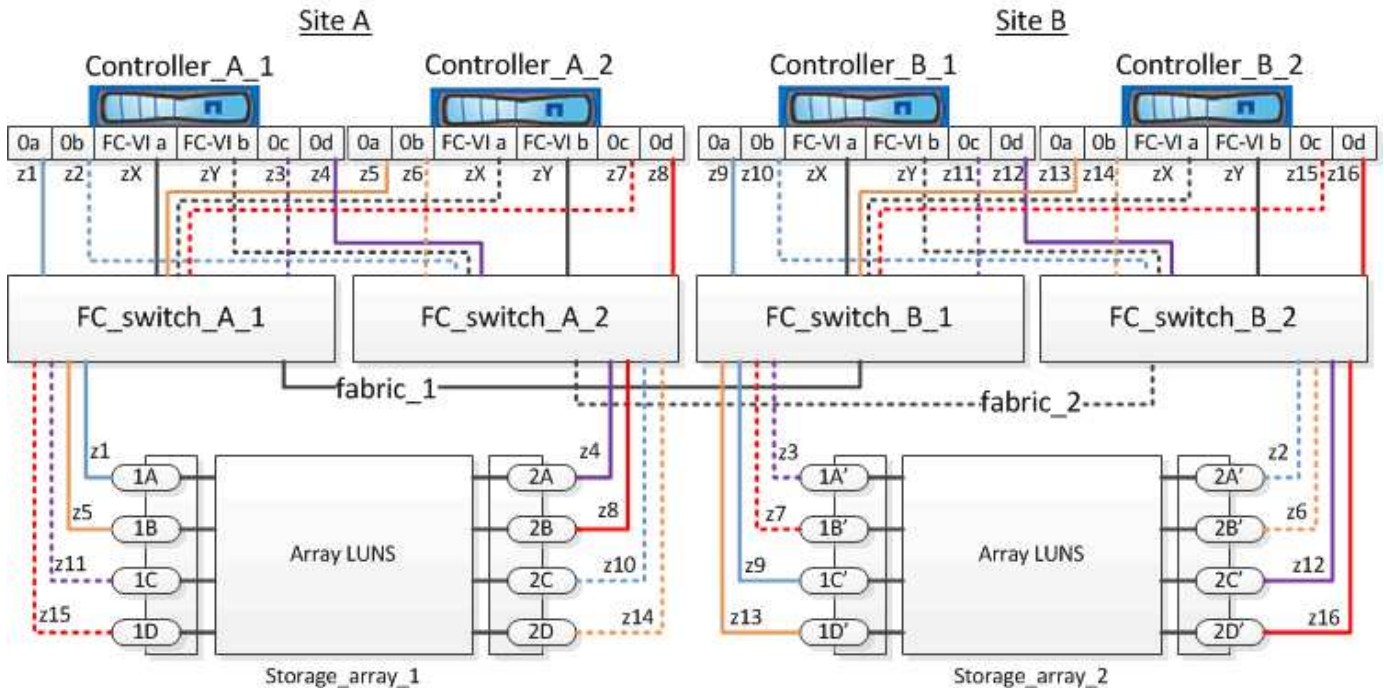 Site A Site B
Controller_A_1 Controller_A_2 Controller_B_1 Controller_B_2
0a 0b FC-VI a FC-VI b 0c 0d 0a 0b FC-VI a FC-VI b 0c 0d 0a 0b FC-VI a FC-VI b 0c 0d 0a 0b FC-VI a FC-VI b 0c 0d
z1 z2 zX zY z3 z4 z5 z6 zX zY z7 z8 z9 z10 zX zY z11 z12 z13 z14 zX zY z15 z16
FC_switch_A_1 FC_switch_A_2 FC_switch_B_1 FC_switch_B_2
fabric_1
fabric_2
z1 z4 z3 z2
1A 2A 1A’ 2A’
z5 z8 z7 z6
1B 2B 1B’ 2B’
Array LUNS Array LUNS
z11 z10 z9 z12
1C 2C 1C’ 2C’
z15 z14 z13 z16
1D 2D 1D’ 2D’
Storage_array_1 Storage_array_2